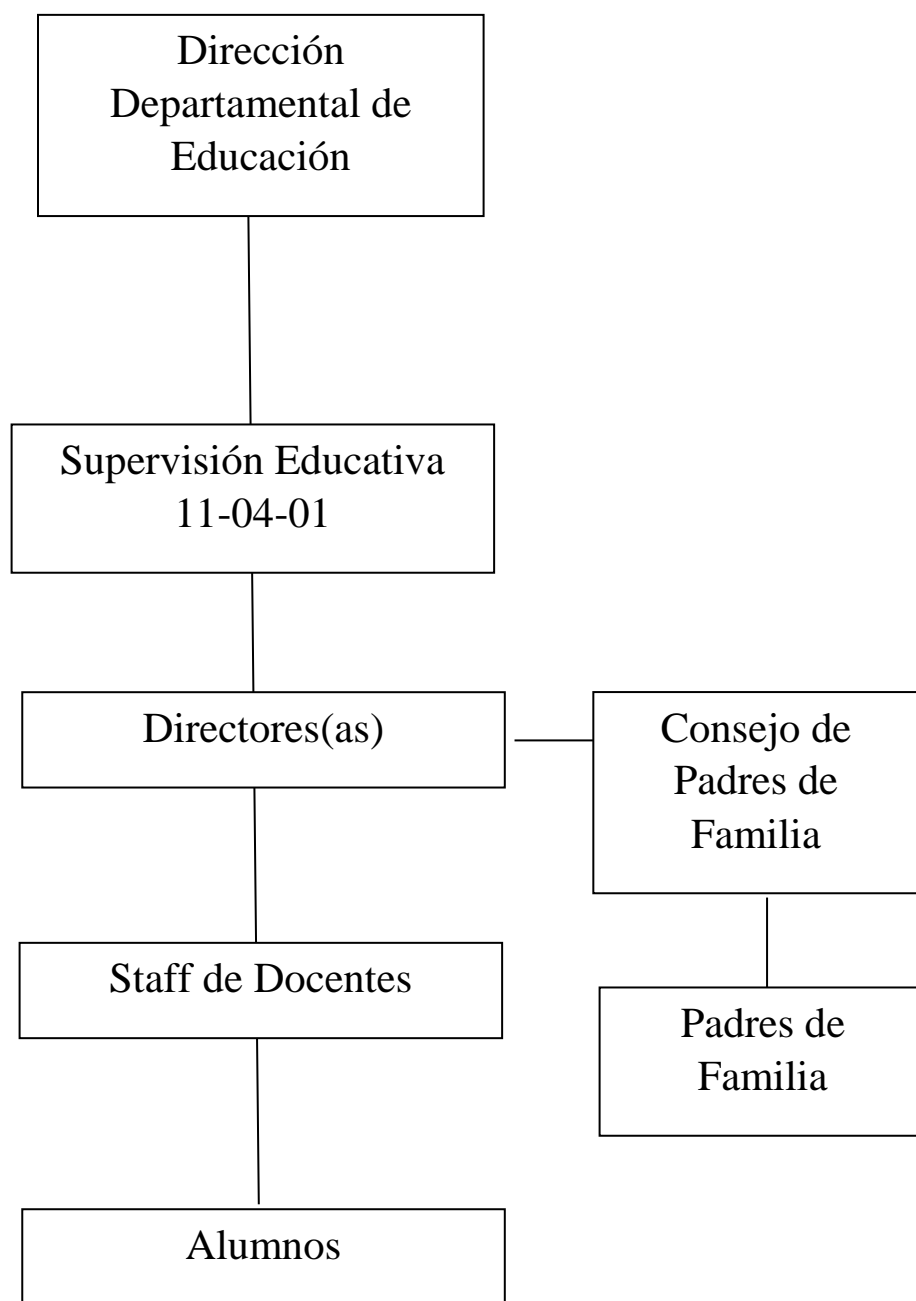 Dirección
Departamental de
Educación
Supervisión Educativa
11-04-01
Directores(as)
Consejo de
Padres de
Familia
Staff de Docentes
Padres de
Familia
Alumnos